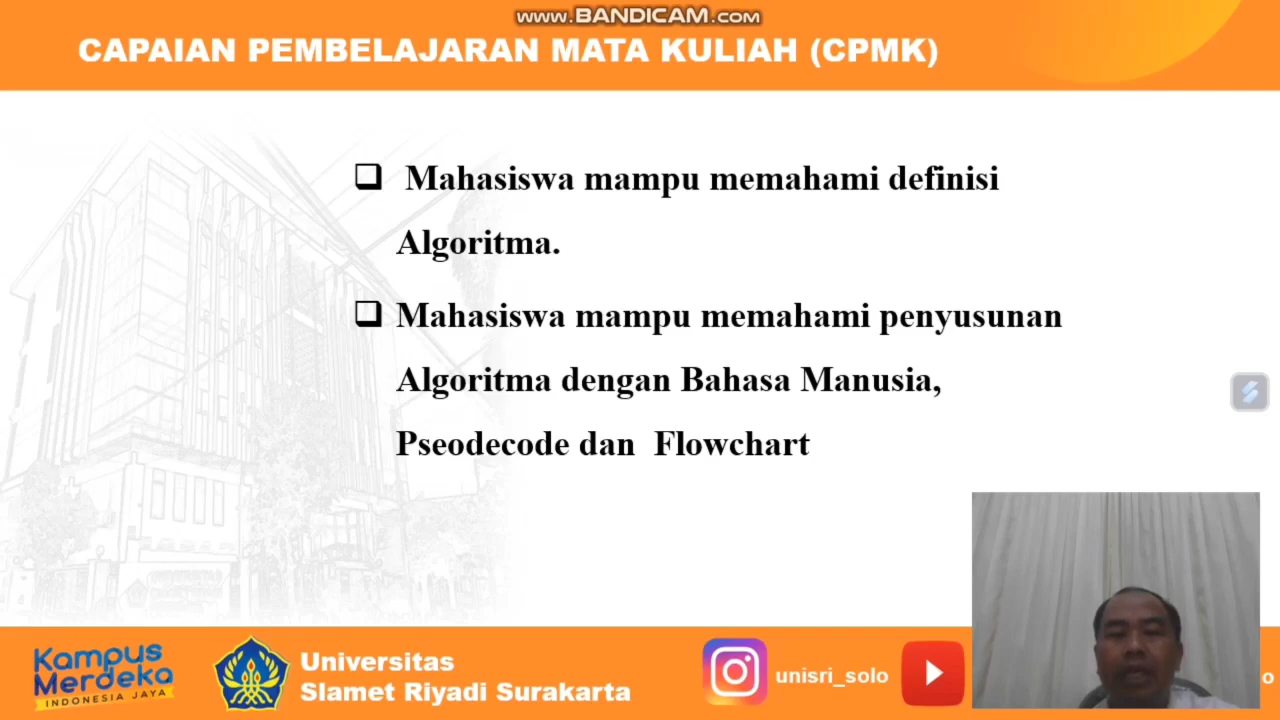 www.BANDICAM.com
CAPAIAN PEMBELAJARAN MATA KULIAH (CPMK)
Mahasiswa mampu memahami definisi
Algoritma.
Mahasiswa mampu memahami penyusunan
Algoritma dengan Bahasa Manusia,
Pseodecode dan Flowchart
Kampus
Merdeka
INDONESIA JAYA
Universitas
Slamet Riyadi Surakarta
unisri_solo
o